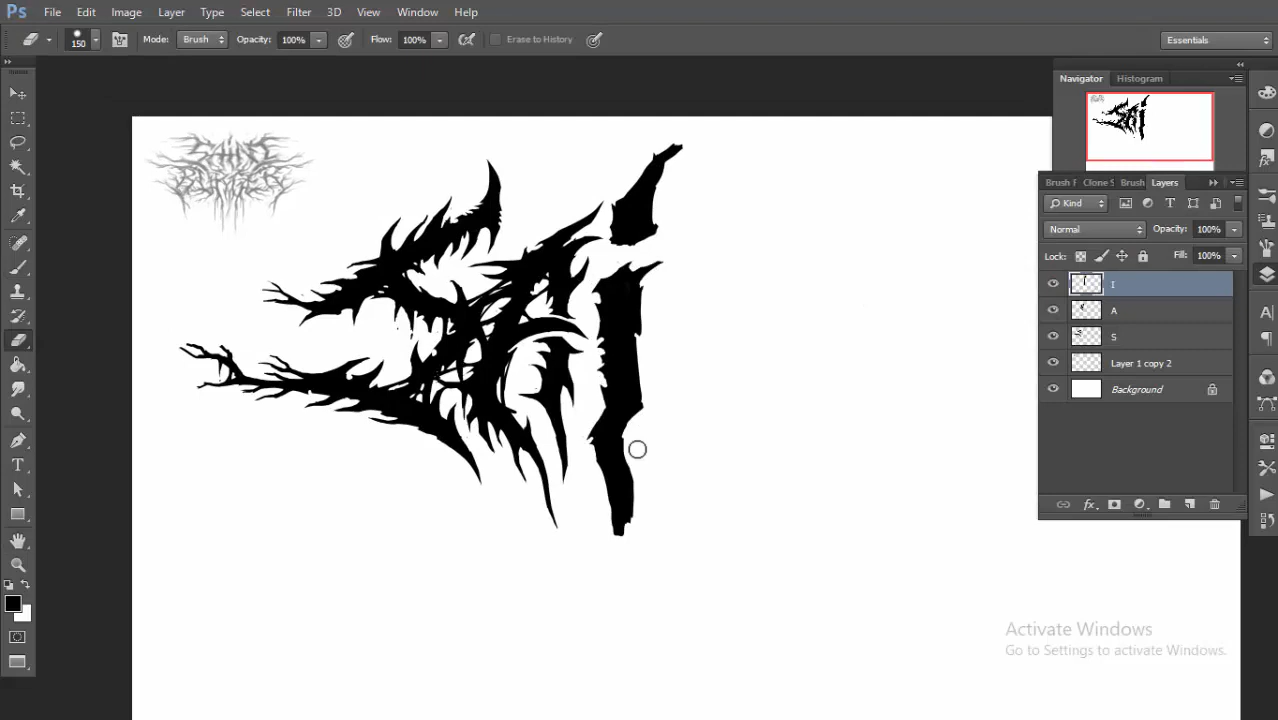 Ps File Edit Image Layer Type Select Filter 3D View Window Help
150 Mode: Brush Opacity: 100% Flow: 100% Erase to History Essentials
Navigator Histogram
Brush F Clone S Brush Layers
Kind
Normal Opacity: 100%
Lock: Fill: 100%
I
A
S
Layer 1 copy 2
Background
SAI
Activate Windows
Go to Settings to activate Windows.